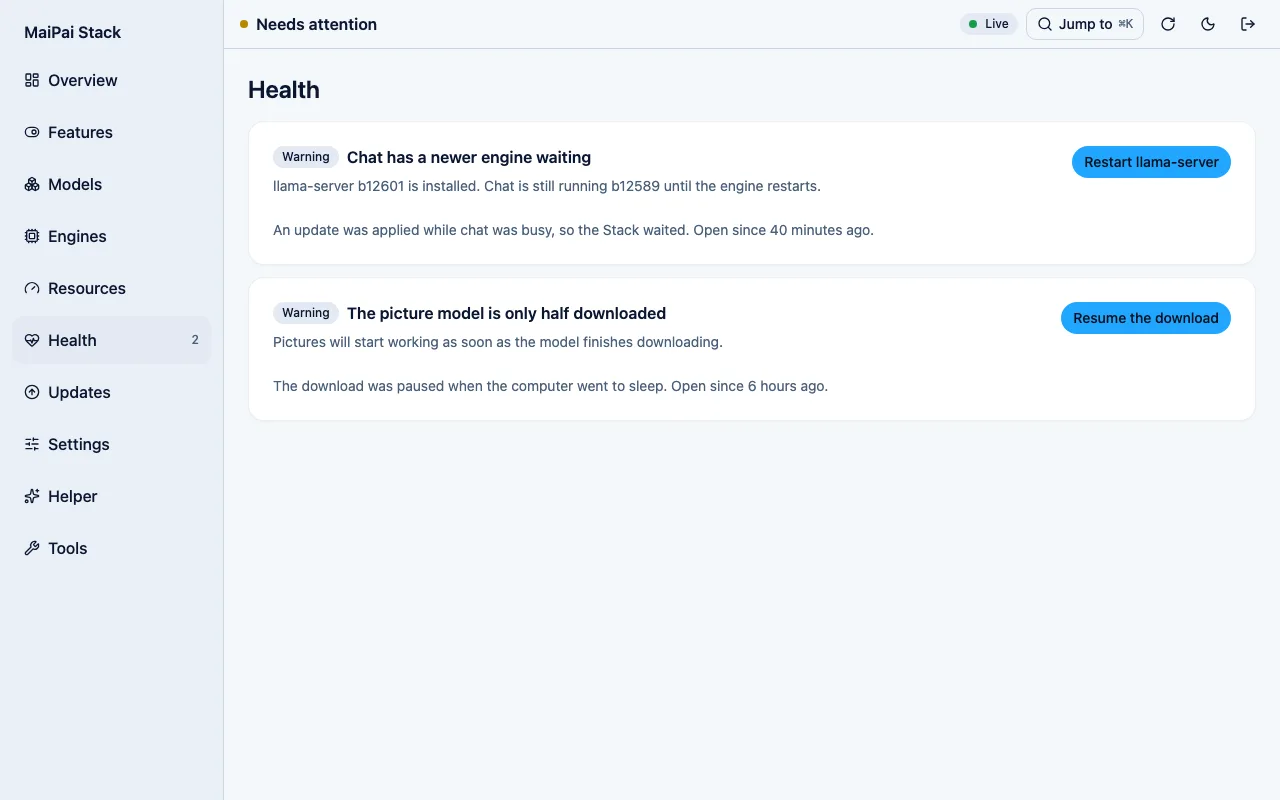 MaiPai Stack
Overview
Features
Models
Engines
Resources
Health 2
Updates
Settings
Helper
Tools
Needs attention
Live
Jump to ⌘K
Health
Warning Chat has a newer engine waiting
llama-server b12601 is installed. Chat is still running b12589 until the engine restarts.
An update was applied while chat was busy, so the Stack waited. Open since 40 minutes ago.
Restart llama-server
Warning The picture model is only half downloaded
Pictures will start working as soon as the model finishes downloading.
The download was paused when the computer went to sleep. Open since 6 hours ago.
Resume the download